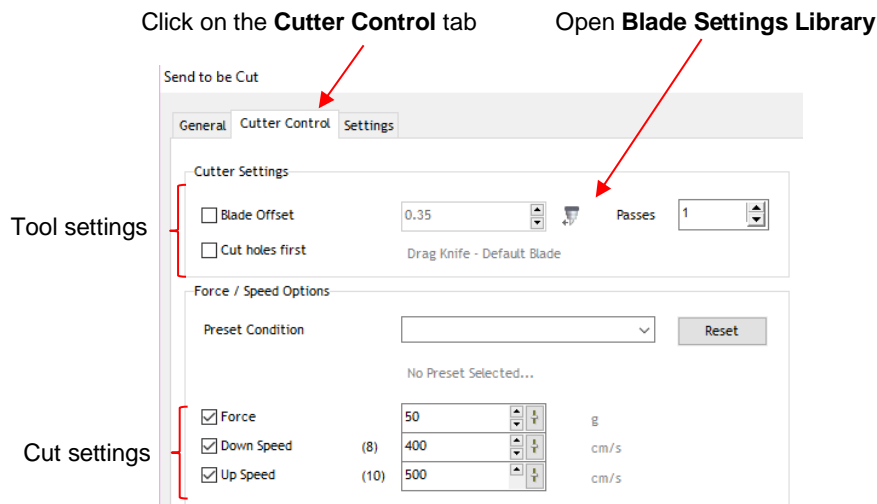 Click on the Cutter Control tab Open Blade Settings Library
Send to be Cut
General Cutter Control Settings
Cutter Settings
Tool settings
Blade Offset 0.35 Passes 1
Cut holes first Drag Knife - Default Blade
Force / Speed Options
Preset Condition Reset
No Preset Selected...
Cut settings
Force 50 g
Down Speed (8) 400 cm/s
Up Speed (10) 500 cm/s